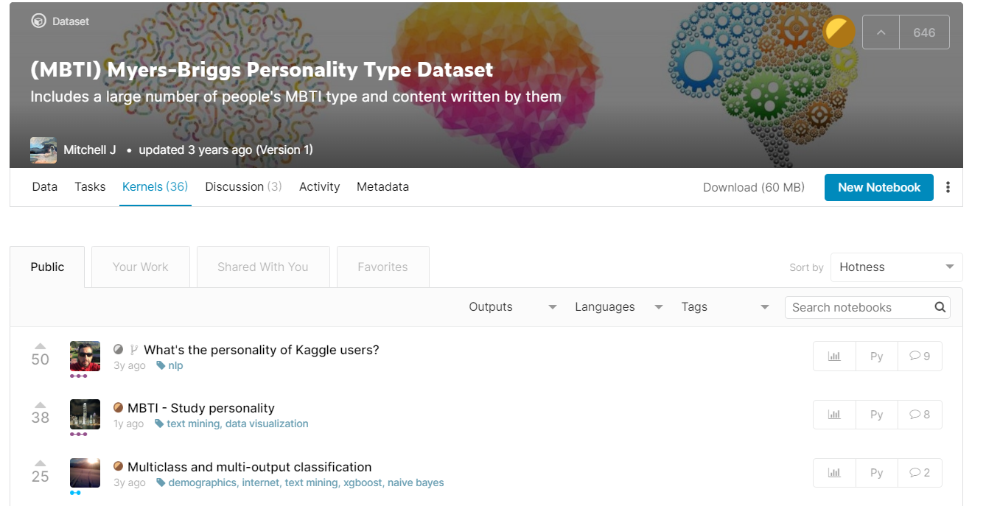 Dataset
646
(MBTI) Myers-Briggs Personality Type Dataset
Includes a large number of people's MBTI type and content written by them
Mitchell J • updated 3 years ago (Version 1)
Data Tasks Kernels (36) Discussion (3) Activity Metadata Download (60 MB) New Notebook
Public Your Work Shared With You Favorites Sort by Hotness
Outputs Languages Tags Search notebooks
50 What's the personality of Kaggle users? Py 9
3y ago nlp
38 MBTI - Study personality Py 8
1y ago text mining, data visualization
25 Multiclass and multi-output classification Py 2
3y ago demographics, internet, text mining, xgboost, naive bayes